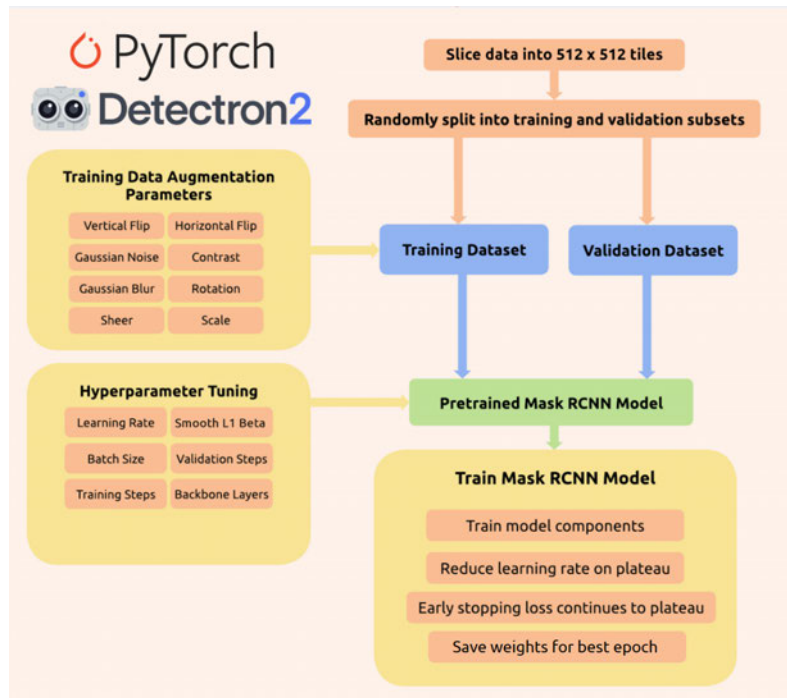 PyTorch
Detectron2
Slice data into 512 x 512 tiles
Randomly split into training and validation subsets
Training Data Augmentation
Parameters
Vertical Flip
Horizontal Flip
Gaussian Noise
Contrast
Gaussian Blur
Rotation
Sheer
Scale
Training Dataset
Validation Dataset
Hyperparameter Tuning
Learning Rate
Smooth L1 Beta
Batch Size
Validation Steps
Training Steps
Backbone Layers
Pretrained Mask RCNN Model
Train Mask RCNN Model
Train model components
Reduce learning rate on plateau
Early stopping loss continues to plateau
Save weights for best epoch